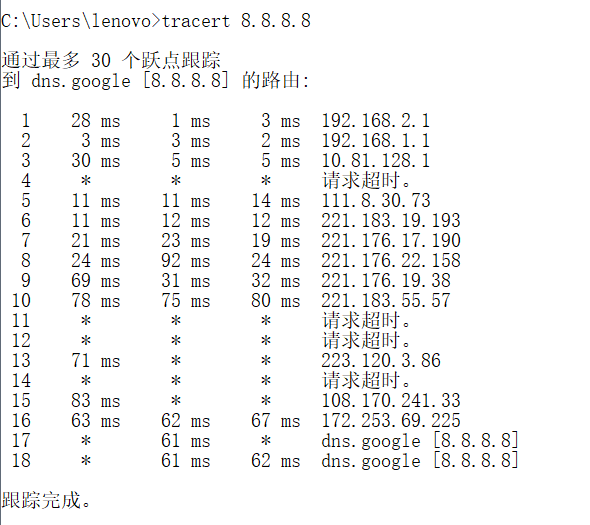 C:\Users\lenovo>tracert 8.8.8.8
通过最多 30 个跃点跟踪
到 dns.google [8.8.8.8] 的路由:
1 28 ms 1 ms 3 ms 192.168.2.1
2 3 ms 3 ms 2 ms 192.168.1.1
3 30 ms 5 ms 5 ms 10.81.128.1
4 * * * 请求超时。
5 11 ms 11 ms 14 ms 111.8.30.73
6 11 ms 12 ms 12 ms 221.183.19.193
7 21 ms 23 ms 19 ms 221.176.17.190
8 24 ms 92 ms 24 ms 221.176.22.158
9 69 ms 31 ms 32 ms 221.176.19.38
10 78 ms 75 ms 80 ms 221.183.55.57
11 * * * 请求超时。
12 * * * 请求超时。
13 71 ms * * 223.120.3.86
14 * * * 请求超时。
15 83 ms * * 108.170.241.33
16 63 ms 62 ms 67 ms 172.253.69.225
17 * 61 ms * dns.google [8.8.8.8]
18 * 61 ms 62 ms dns.google [8.8.8.8]
跟踪完成。